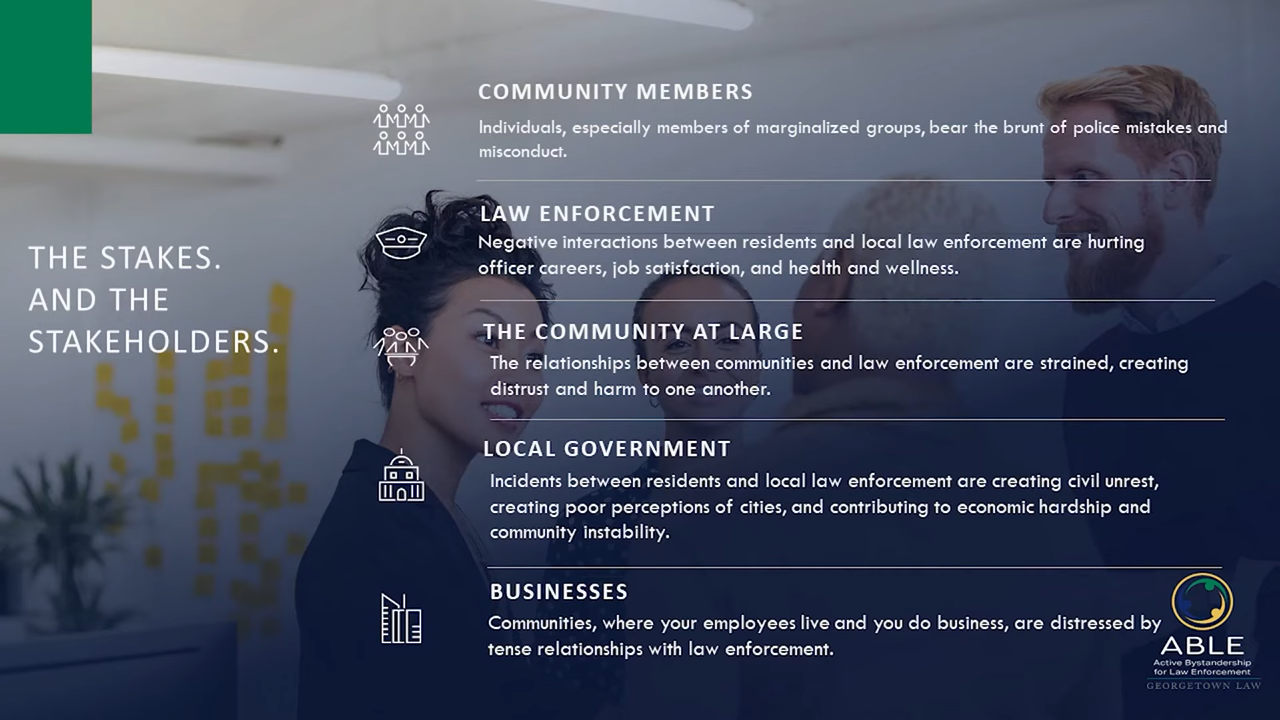 THE STAKES.
AND THE
STAKEHOLDERS.
COMMUNITY MEMBERS
Individuals, especially members of marginalized groups, bear the brunt of police mistakes and
misconduct.
LAW ENFORCEMENT
Negative interactions between residents and local law enforcement are hurting
officer careers, job satisfaction, and health and wellness.
THE COMMUNITY AT LARGE
The relationships between communities and law enforcement are strained, creating
distrust and harm to one another.
LOCAL GOVERNMENT
Incidents between residents and local law enforcement are creating civil unrest,
creating poor perceptions of cities, and contributing to economic hardship and
community instability.
BUSINESSES
Communities, where your employees live and you do business, are distressed by
tense relationships with law enforcement.
ABLE
Active Bystandership
for Law Enforcement
GEORGETOWN LAW